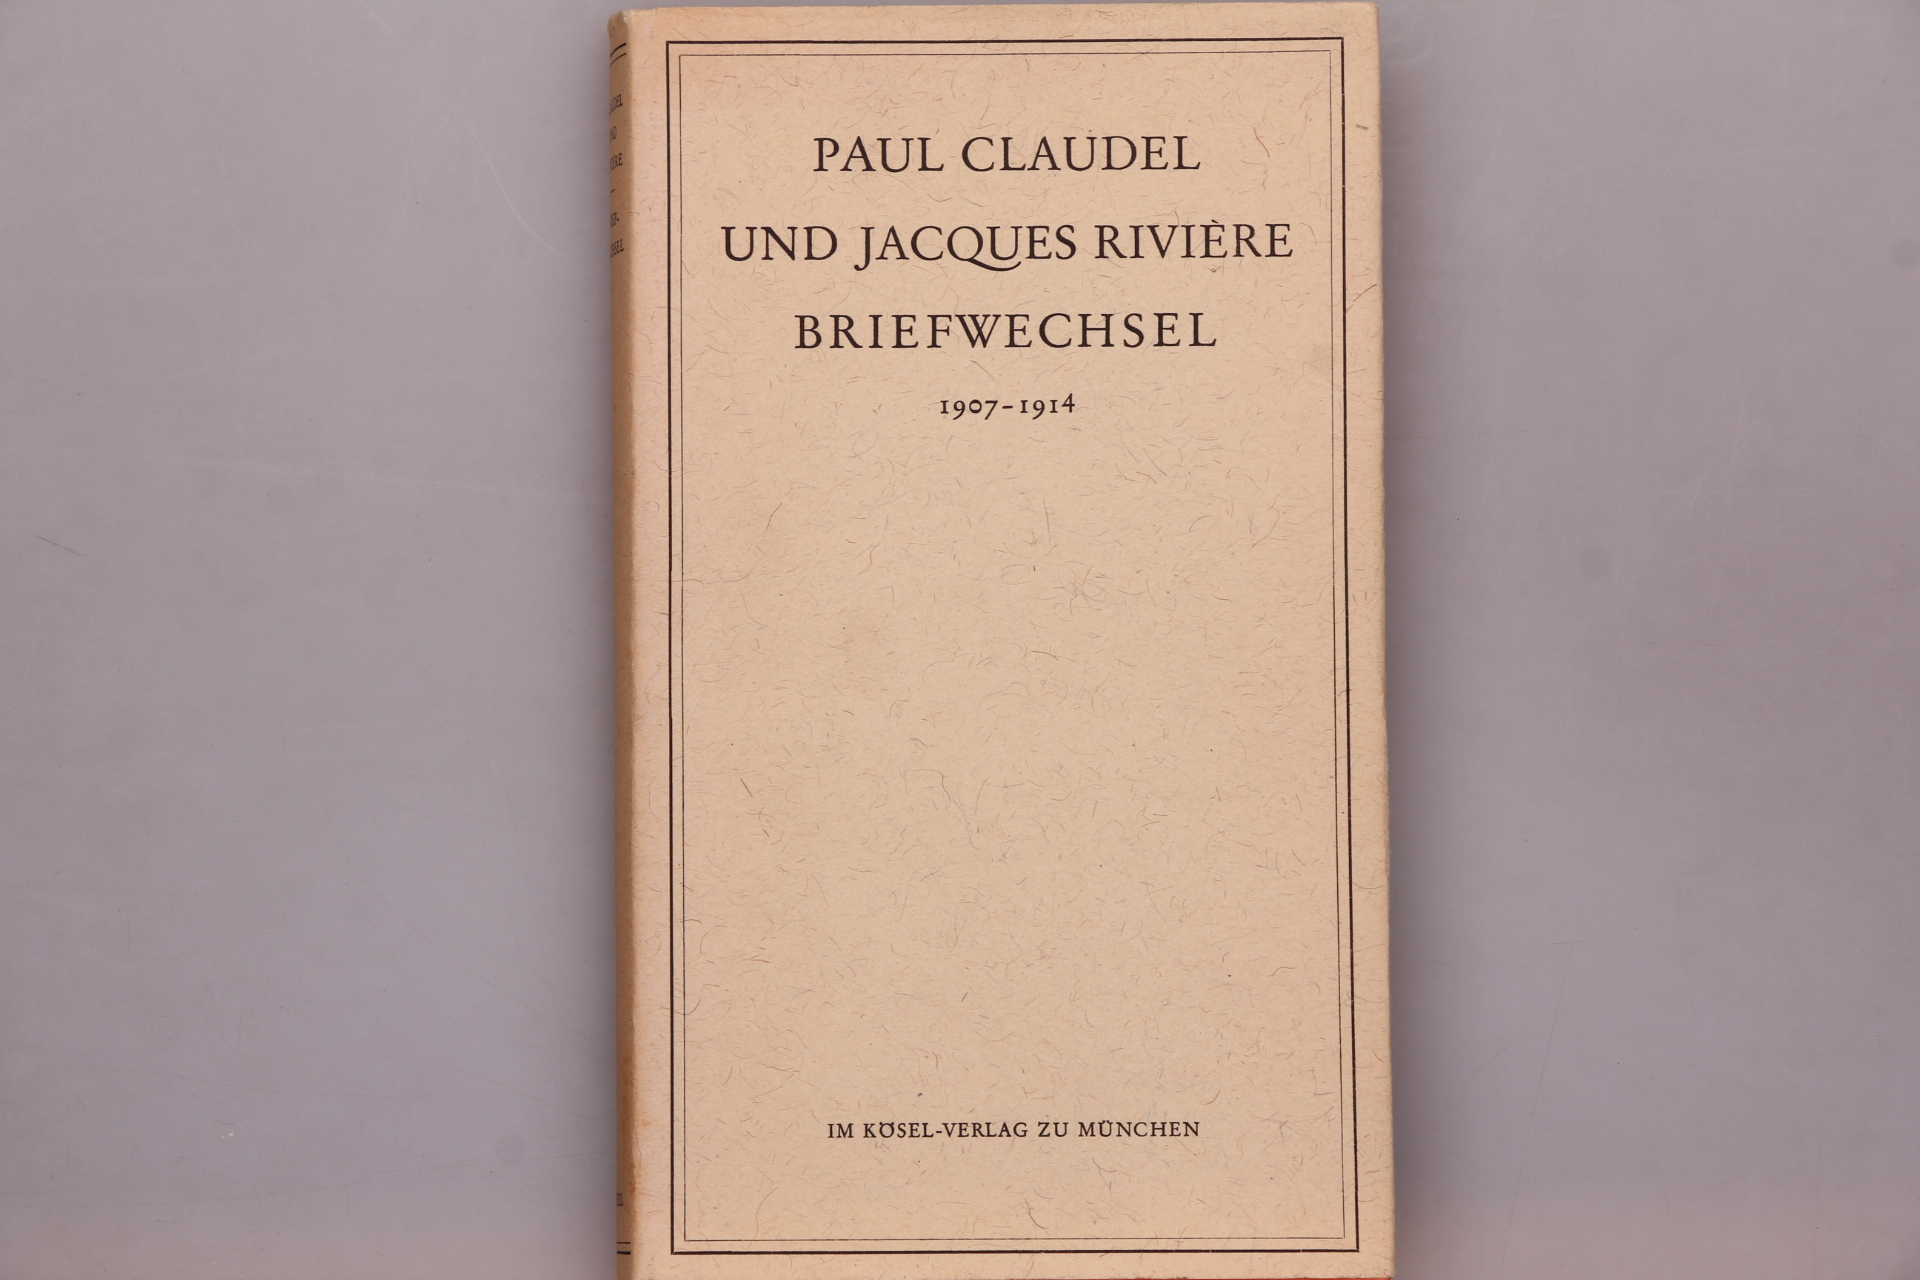 PAUL CLAUDEL
UND JACQUES RIVIÈRE
BRIEFWECHSEL
1907-1914
IM KÖSEL-VERLAG ZU MÜNCHEN